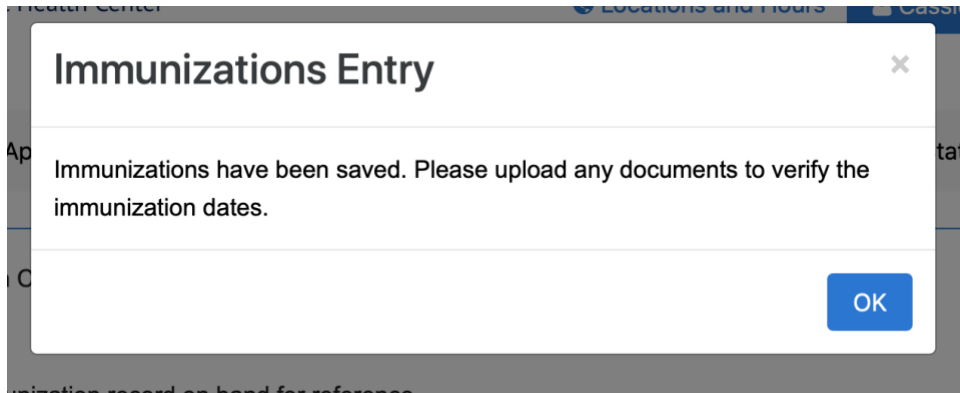 Health Center Locations and Hours
Immunizations Entry
×
Immunizations have been saved. Please upload any documents to verify the
immunization dates.
OK
record on hand for reference